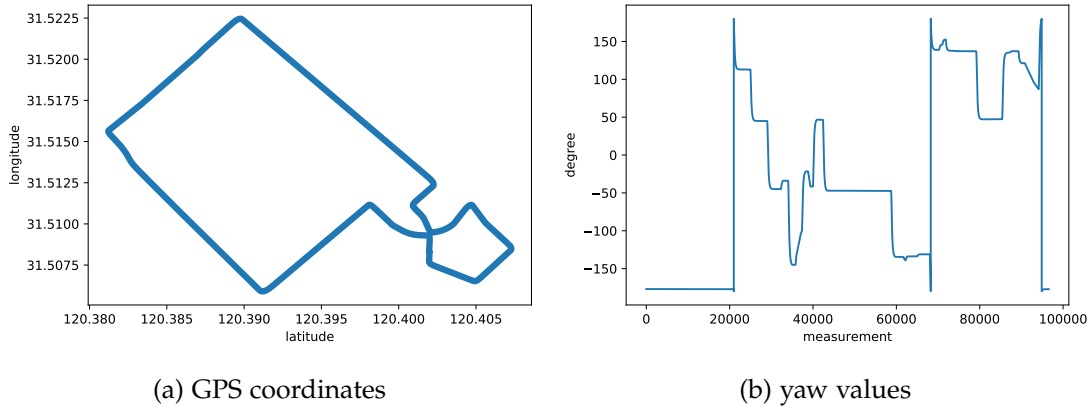 31.5225
31.5200
31.5175
31.5150
31.5125
31.5100
31.5075
longitude
120.380 120.385 120.390 120.395 120.400 120.405
latitude
150
100
50
0
−50
−100
−150
degree
0 20000 40000 60000 80000 100000
measurement
(a) GPS coordinates
(b) yaw values